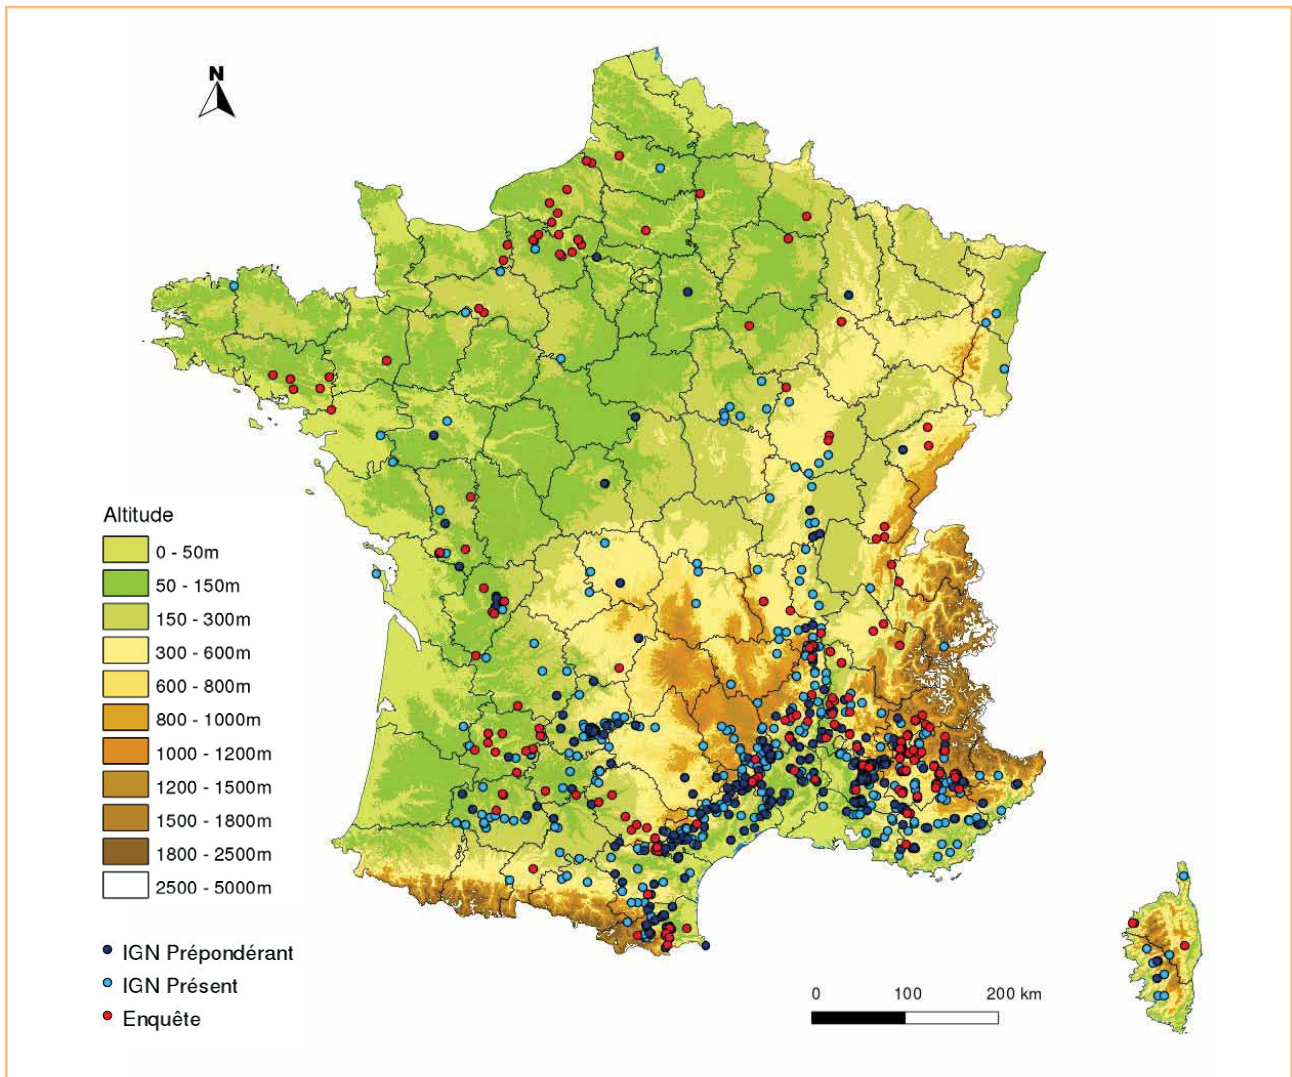 N
Altitude
0 - 50m
50 - 150m
150 - 300m
300 - 600m
600 - 800m
800 - 1000m
1000 - 1200m
1200 - 1500m
1500 - 1800m
1800 - 2500m
2500 - 5000m
IGN Prépondérant
IGN Présent
Enquête
0 100 200 km